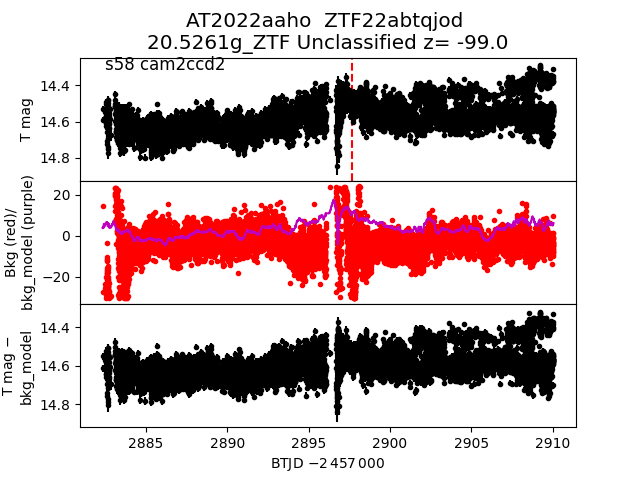 AT2022aaho  ZTF22abtqjod
20.5261g_ZTF Unclassified z= -99.0
s58 cam2ccd2
14.4
14.6
14.8
T mag
20
0
−20
Bkg (red)/
bkg_model (purple)
14.4
14.6
14.8
T mag −
bkg_model
2885
2890
2895
2900
2905
2910
BTJD −2 457 000